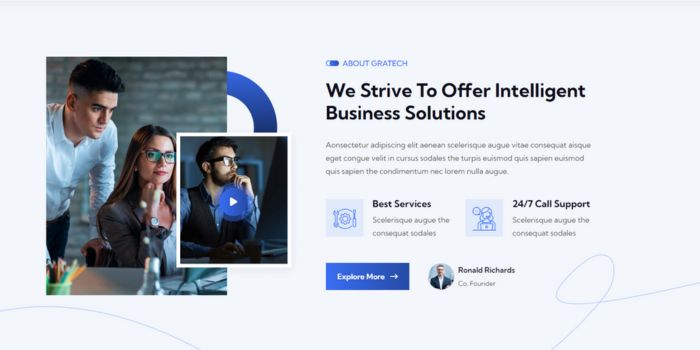 ABOUT GRATECH
We Strive To Offer Intelligent
Business Solutions
Aonsectetur adipiscing elit aenean scelerisque augue vitae consequat aisque
eget congue velit in cursus sodales the turpis euismod quis sapien euismod
quis sapien the condimentum nec lorem nulla augue.
Best Services
Scelerisque augue the
consequat sodales
24/7 Call Support
Scelerisque augue the
consequat sodales
Explore More
Ronald Richards
Co. Founder